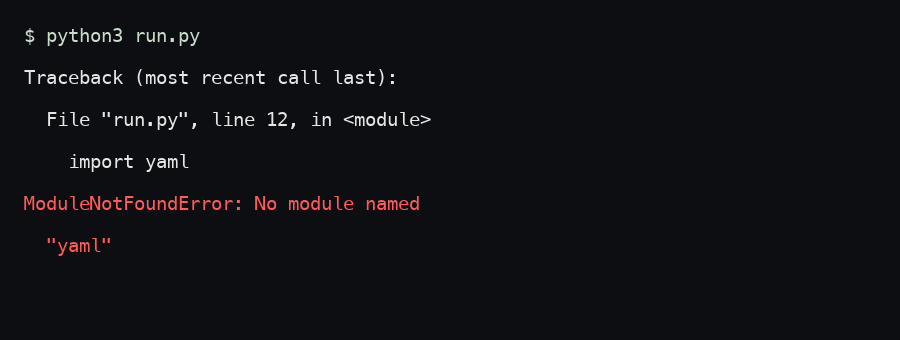 $ python3 run.py
Traceback (most recent call last):
  File "run.py", line 12, in <module>
    import yaml
ModuleNotFoundError: No module named
  "yaml"